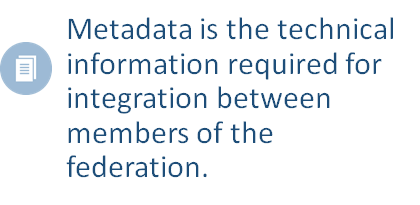 Metadata is the technical
information required for
integration between
members of the
federation.